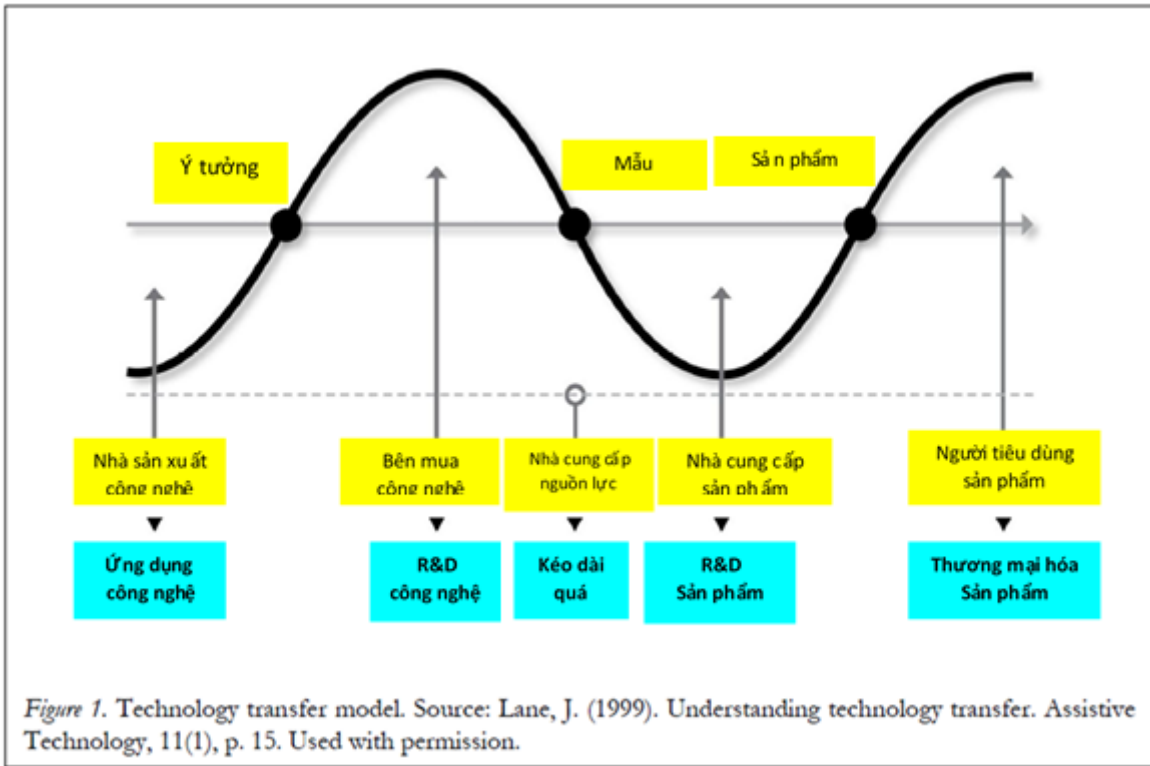 Ý tưởng
Mẫu
Sản phẩm
Nhà sản xuất
công nghệ
Bên mua
công nghệ
Nhà cung cấp
nguồn lực
Nhà cung cấp
sản phẩm
Người tiêu dùng
sản phẩm
Ứng dụng
công nghệ
R&D
công nghệ
Kéo dài
quá
R&D
Sản phẩm
Thương mại hóa
Sản phẩm
Figure 1. Technology transfer model. Source: Lane, J. (1999). Understanding technology transfer. Assistive
Technology, 11(1), p. 15. Used with permission.